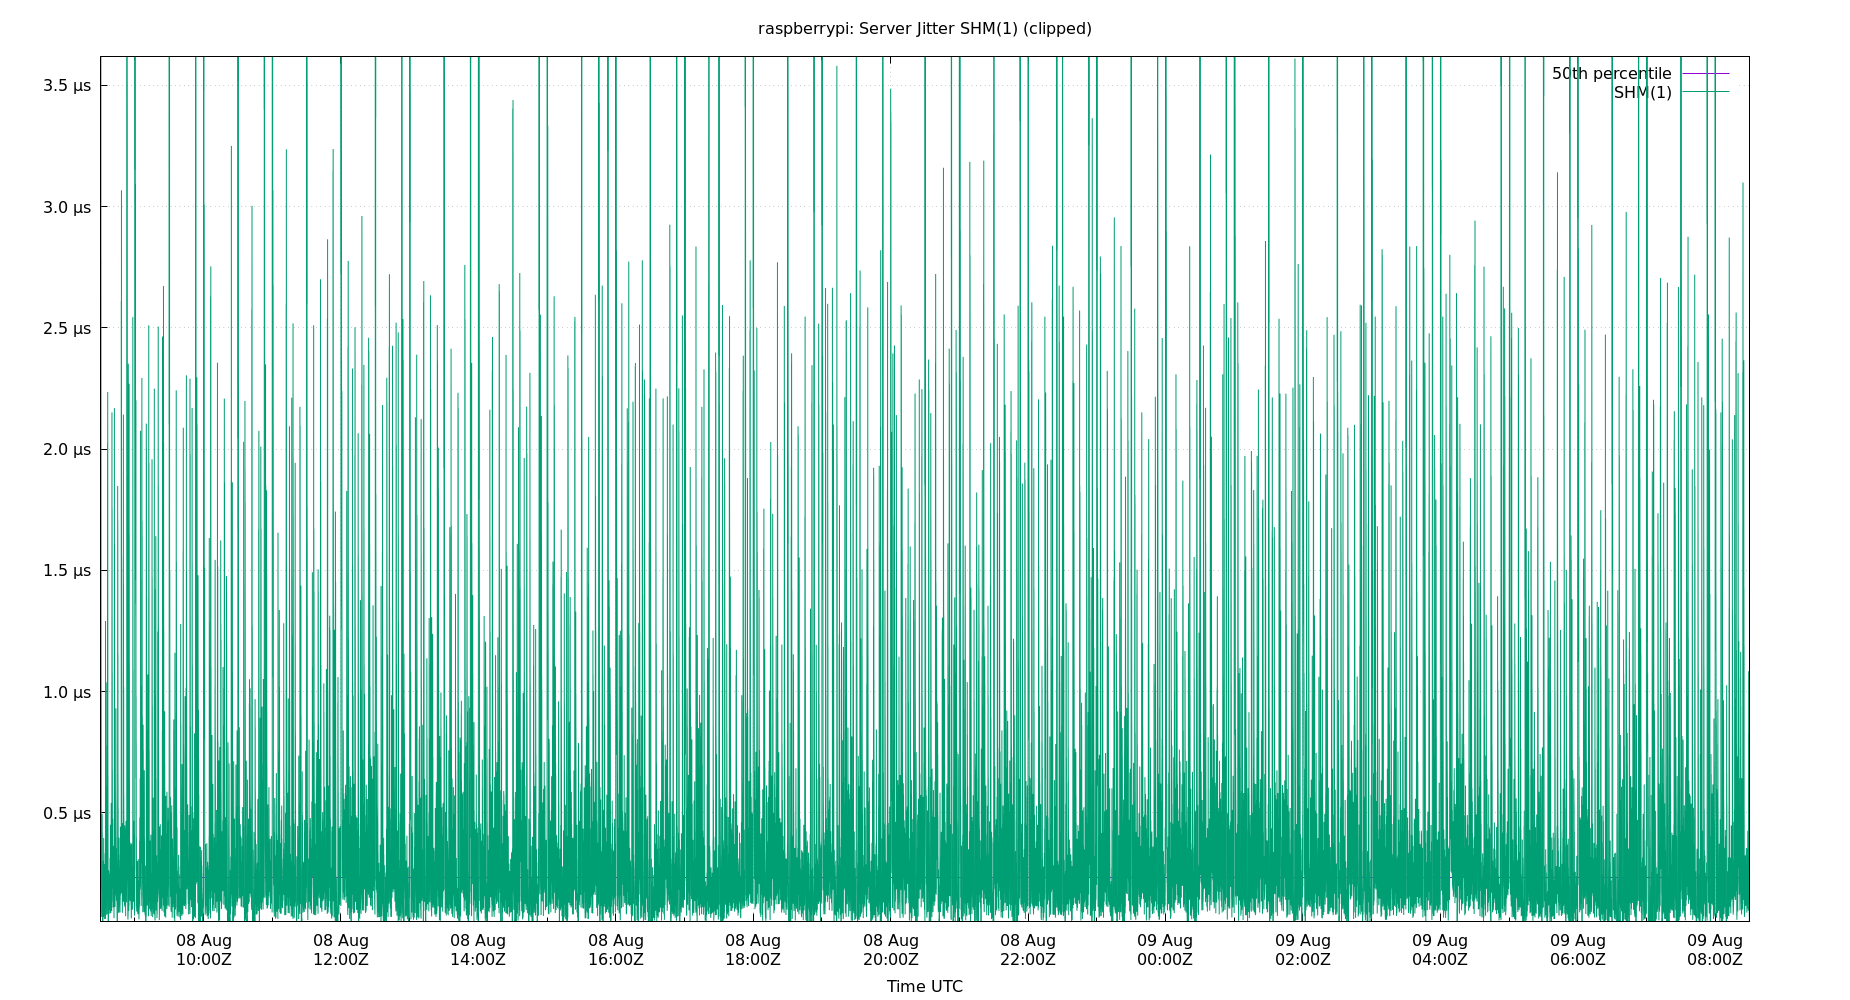 raspberrypi: Server Jitter SHM(1) (clipped)
50th percentile
SHM(1)
3.5 µs
3.0 µs
2.5 µs
2.0 µs
1.5 µs
1.0 µs
0.5 µs
08 Aug 08 Aug 08 Aug 08 Aug 08 Aug 08 Aug 08 Aug 09 Aug 09 Aug 09 Aug 09 Aug 09 Aug
10:00Z 12:00Z 14:00Z 16:00Z 18:00Z 20:00Z 22:00Z 00:00Z 02:00Z 04:00Z 06:00Z 08:00Z
Time UTC